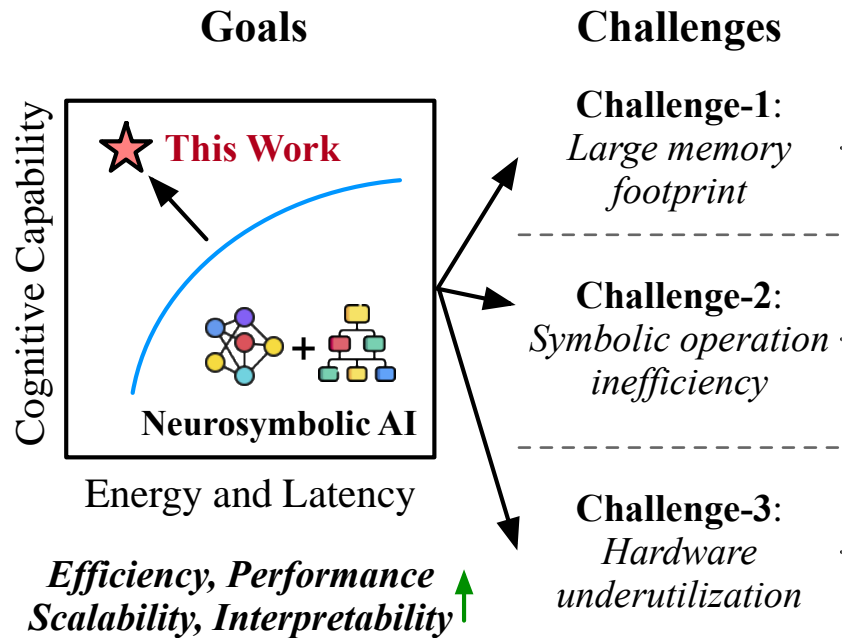 Goals
Cognitive Capability
This Work
+
Neurosymbolic AI
Energy and Latency
Efficiency, Performance
Scalability, Interpretability
Challenges
Challenge-1:
Large memory
footprint
Challenge-2:
Symbolic operation
inefficiency
Challenge-3:
Hardware
underutilization